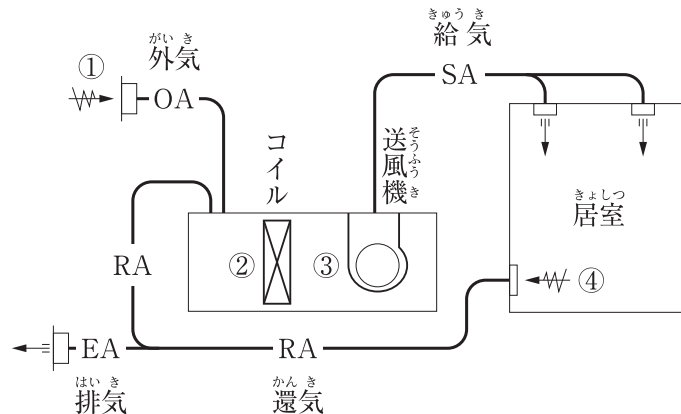 きゅう き
給気
SA
がい き
外気
①
OA
コイル
送風機
そうふう き
きょしつ
居室
RA
②
③
④
EA
RA
はい き
排気
かん き
還気